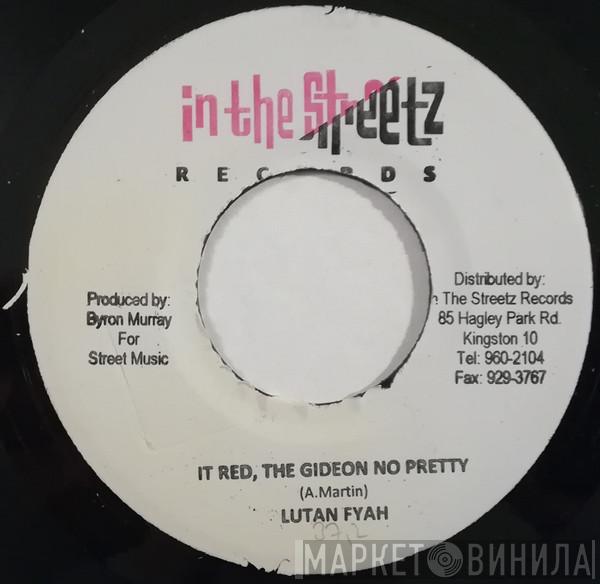 in the Streetz
RECORDS
Produced by:
Byron Murray
For
Street Music
Distributed by:
The Streetz Records
85 Hagley Park Rd.
Kingston 10
Tel: 960-2104
Fax: 929-3767
IT RED, THE GIDEON NO PRETTY
(A.Martin)
LUTAN FYAH
37,2
МАРКЕТ ВИНИЛА